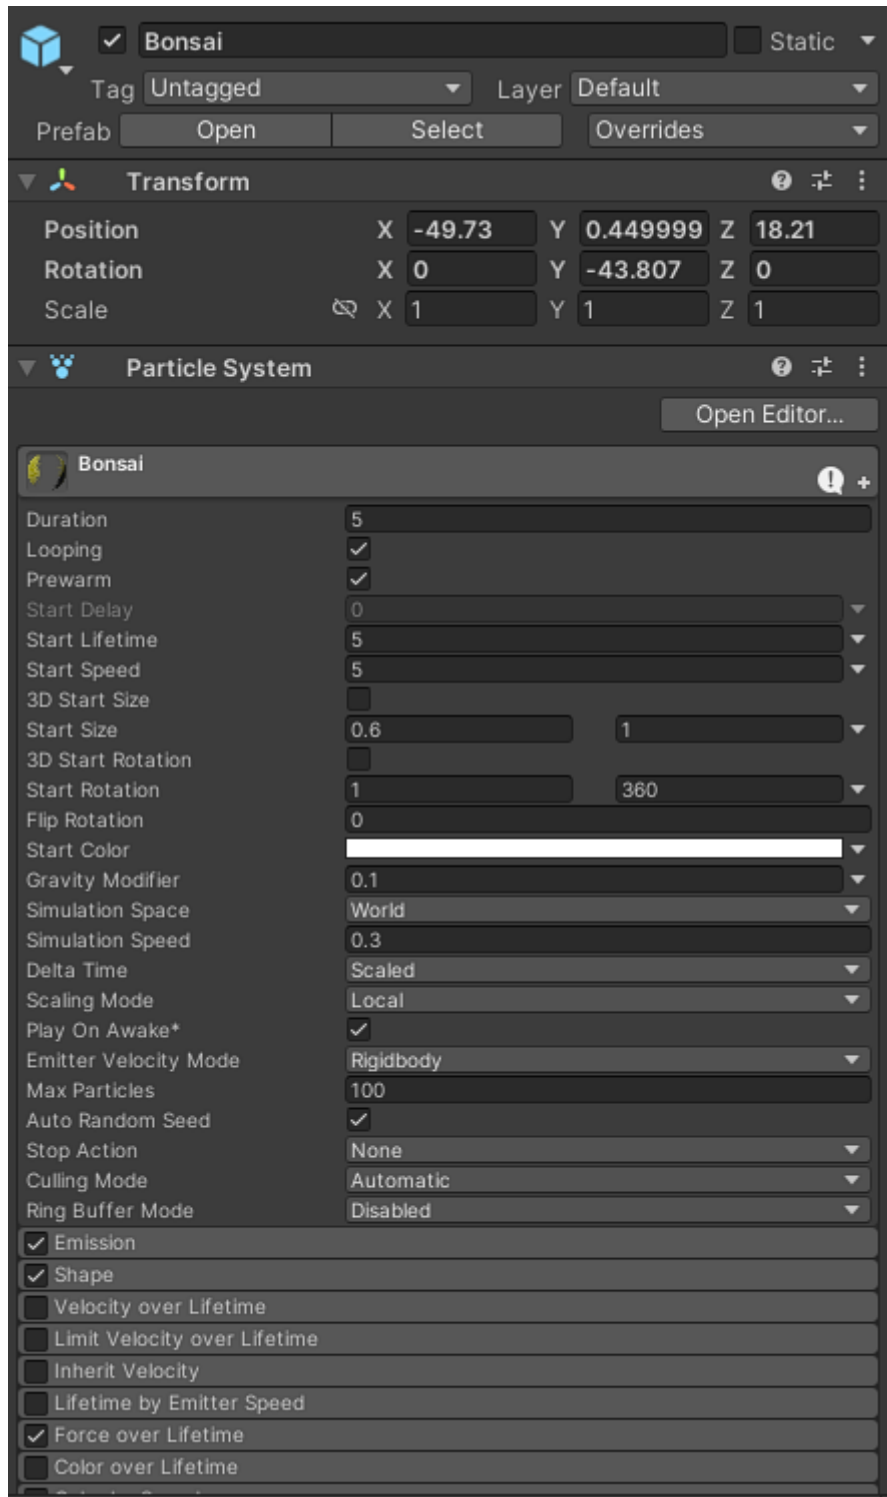 Bonsai Static
Tag Untagged Layer Default
Prefab Open Select Overrides
Transform
Position X -49.73 Y 0.449999 Z 18.21
Rotation X 0 Y -43.807 Z 0
Scale X 1 Y 1 Z 1
Particle System
Open Editor...
Bonsai
Duration 5
Looping
Prewarm
Start Delay 0
Start Lifetime 5
Start Speed 5
3D Start Size
Start Size 0.6 1
3D Start Rotation
Start Rotation 1 360
Flip Rotation 0
Start Color
Gravity Modifier 0.1
Simulation Space World
Simulation Speed 0.3
Delta Time Scaled
Scaling Mode Local
Play On Awake*
Emitter Velocity Mode Rigidbody
Max Particles 100
Auto Random Seed
Stop Action None
Culling Mode Automatic
Ring Buffer Mode Disabled
Emission
Shape
Velocity over Lifetime
Limit Velocity over Lifetime
Inherit Velocity
Lifetime by Emitter Speed
Force over Lifetime
Color over Lifetime